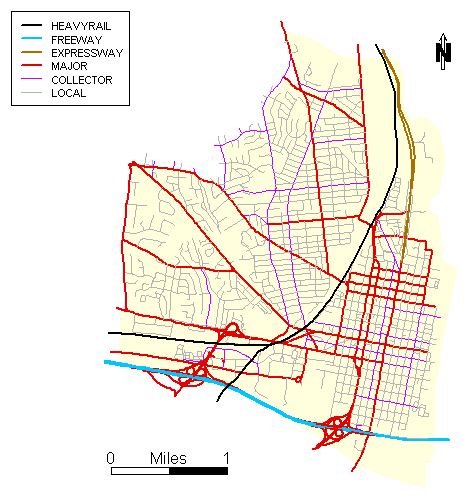 HEAVYRAIL
FREEWAY
EXPRESSWAY
MAJOR
COLLECTOR
LOCAL
N
0 Miles 1